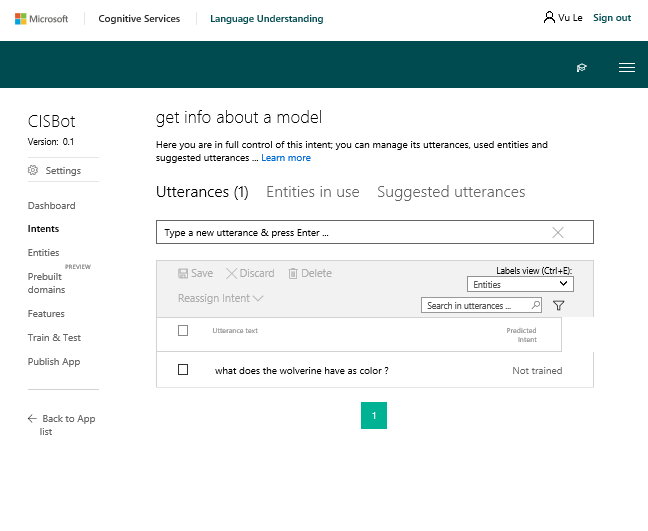 Microsoft
Cognitive Services
Language Understanding
Vu Le
Sign out
CISBot
Version: 0.1
Settings
Dashboard
Intents
Entities
PREVIEW
Prebuilt
domains
Features
Train & Test
Publish App
Back to App
list
get info about a model
Here you are in full control of this intent; you can manage its utterances, used entities and
suggested utterances ... Learn more
Utterances (1) Entities in use Suggested utterances
Type a new utterance & press Enter ...
Save Discard Delete
Labels view (Ctrl+E):
Entities
Reassign Intent
Search in utterances ...
Utterance text
Predicted
Intent
what does the wolverine have as color ? Not trained
1